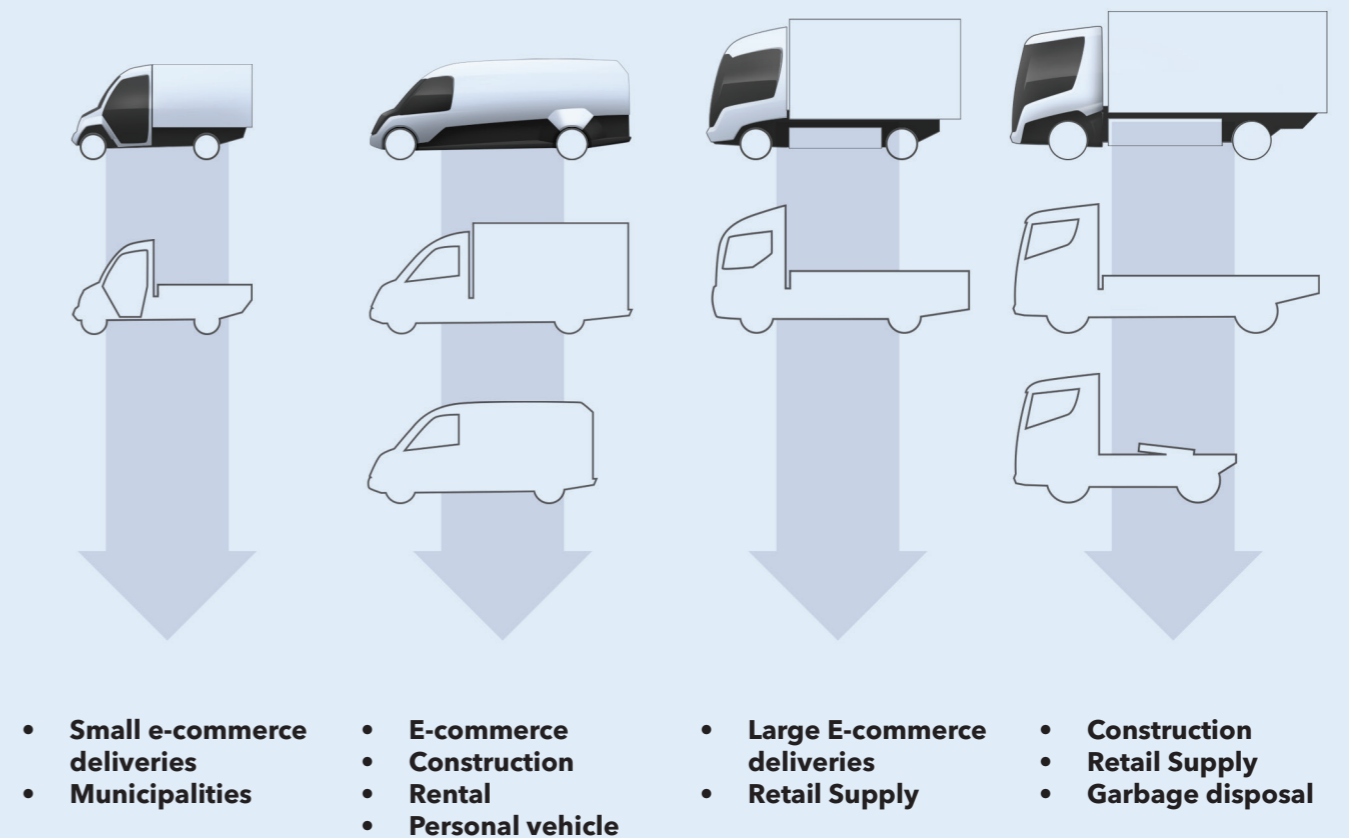 • Small e-commerce
deliveries
• Municipalities
• E-commerce
• Construction
• Rental
• Personal vehicle
• Large E-commerce
deliveries
• Retail Supply
• Construction
• Retail Supply
• Garbage disposal